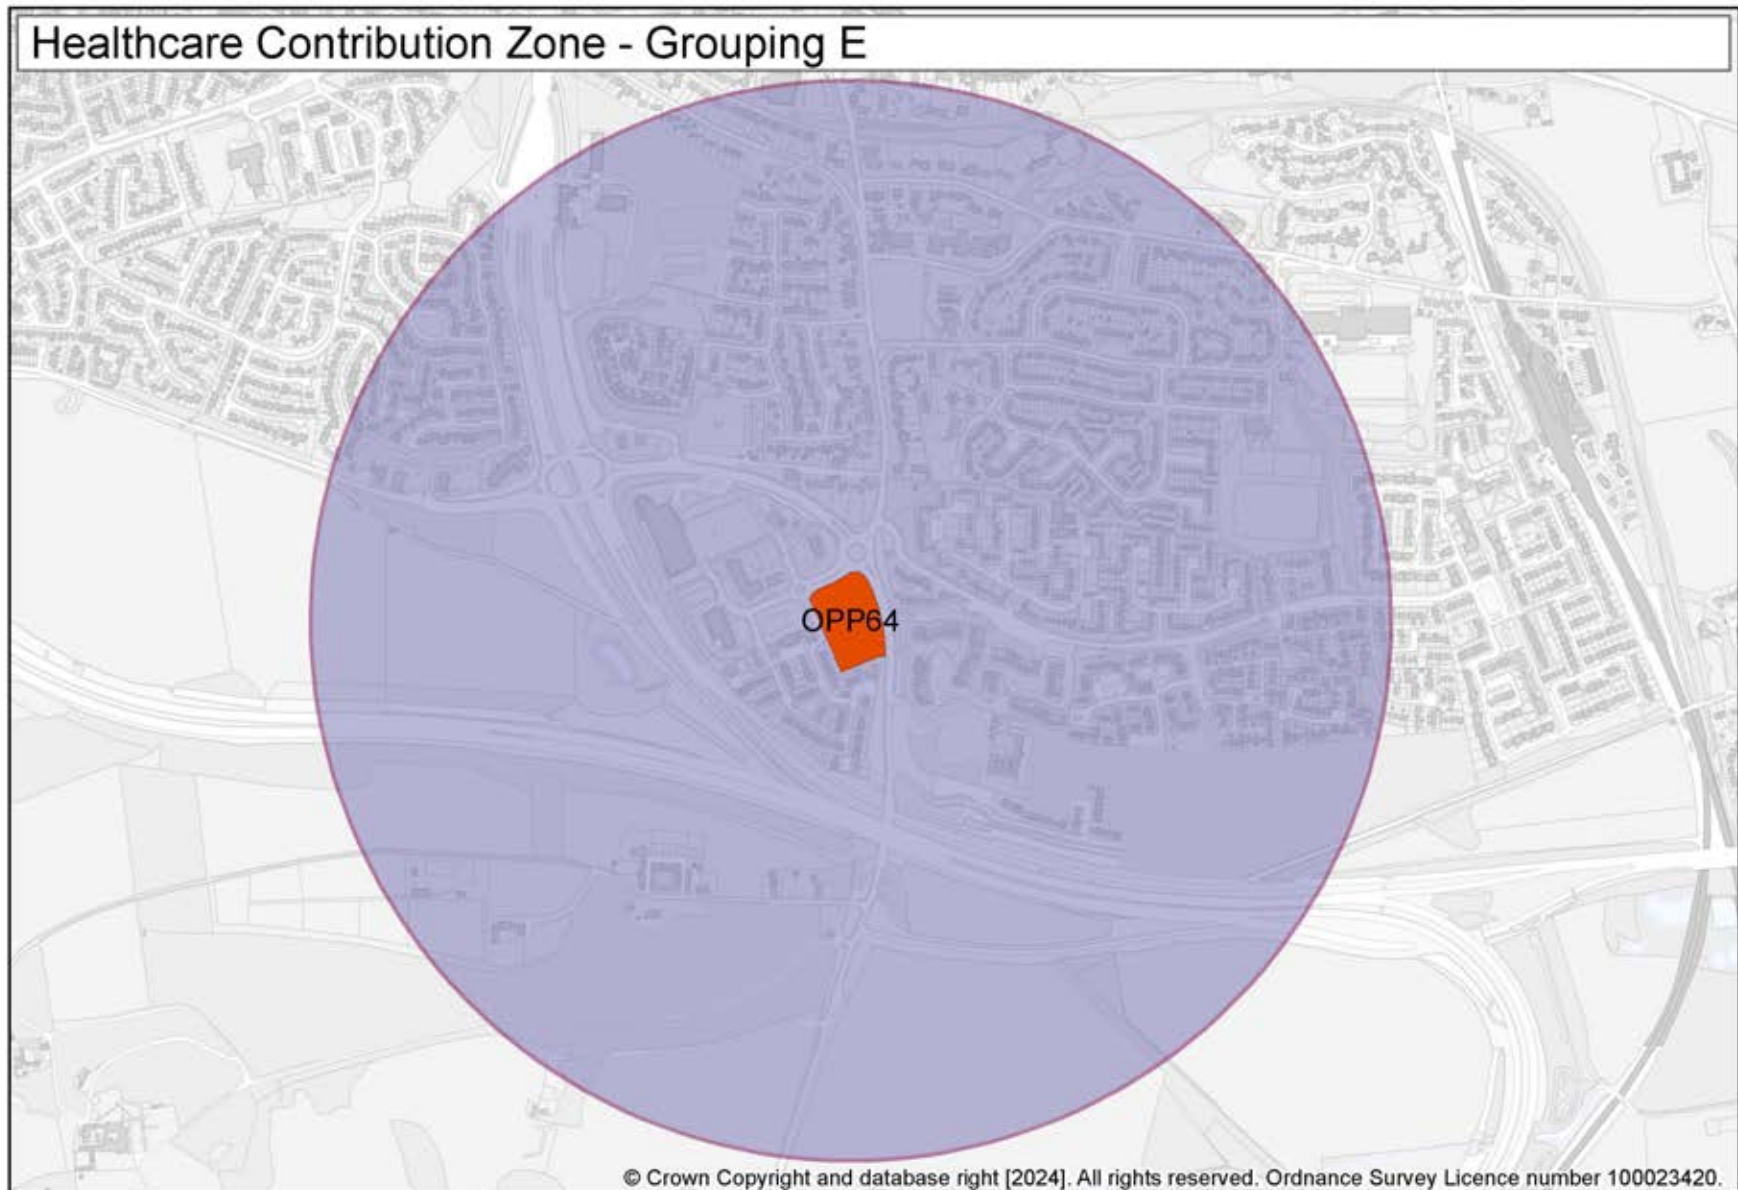 Healthcare Contribution Zone - Grouping E
OPP64
© Crown Copyright and database right [2024]. All rights reserved. Ordnance Survey Licence number 100023420.